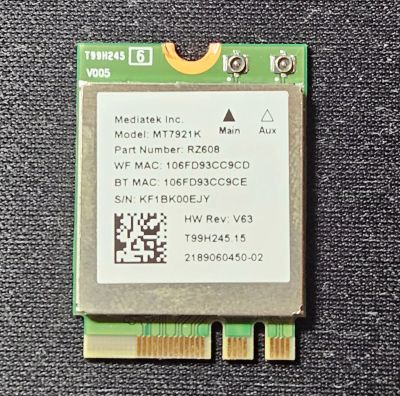 T99H245 6
V005
Mediatek Inc.
Model: MT7921K
Main Aux
Part Number: RZ608
WF MAC: 106FD93CC9CD
BT MAC: 106FD93CC9CE
S/N: KF1BK00EJY
HW Rev: V63
T99H245.15
2189060450-02